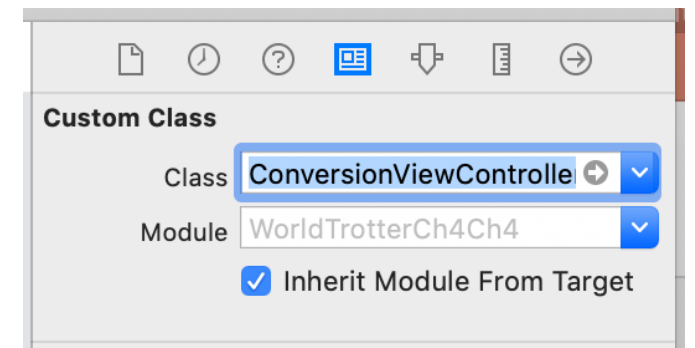 Custom Class
Class ConversionViewControlle
Module WorldTrotterCh4Ch4
Inherit Module From Target